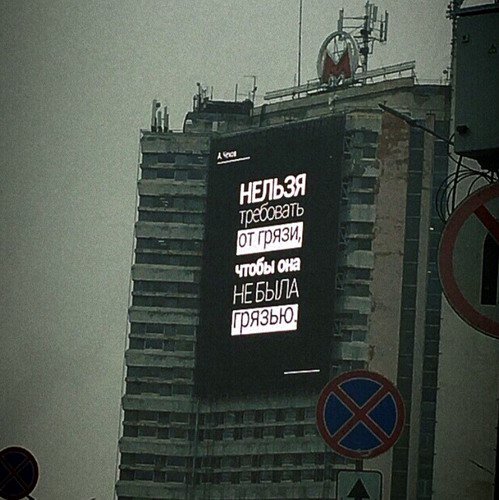 М
А. Чехов
НЕЛЬЗЯ
требовать
от грязи,
чтобы она
НЕ БЫЛА
грязью.